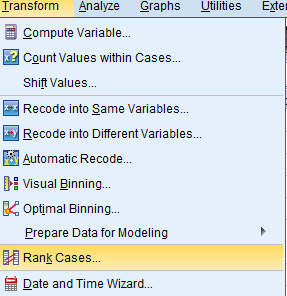 Transform Analyze Graphs Utilities
Compute Variable...
Count Values within Cases...
Shift Values...
Recode into Same Variables...
Recode into Different Variables...
Automatic Recode...
Visual Binning...
Optimal Binning...
Prepare Data for Modeling
Rank Cases...
Date and Time Wizard...